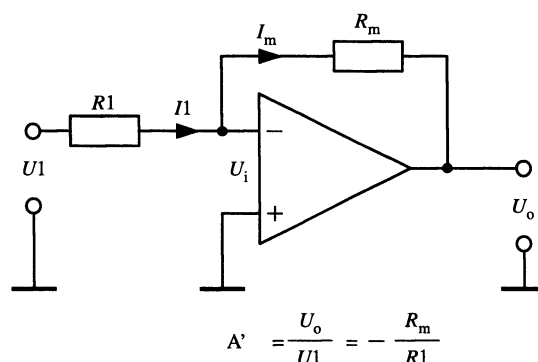 I_m
R_m
R1
I1
−
U1
U_i
+
U_o
A' = U_o / U1 = − R_m / R1